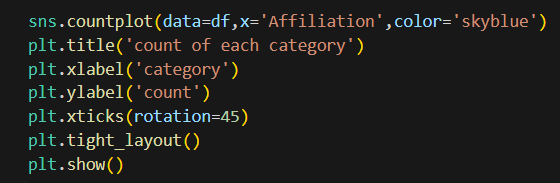 sns.countplot(data=df,x='Affiliation',color='skyblue')
plt.title('count of each category')
plt.xlabel('category')
plt.ylabel('count')
plt.xticks(rotation=45)
plt.tight_layout()
plt.show()